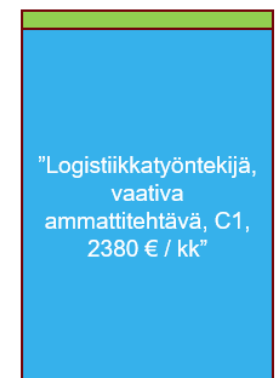 ”Logistiikkatyöntekijä,
vaativa
ammattitehtävä, C1,
2380 € / kk”